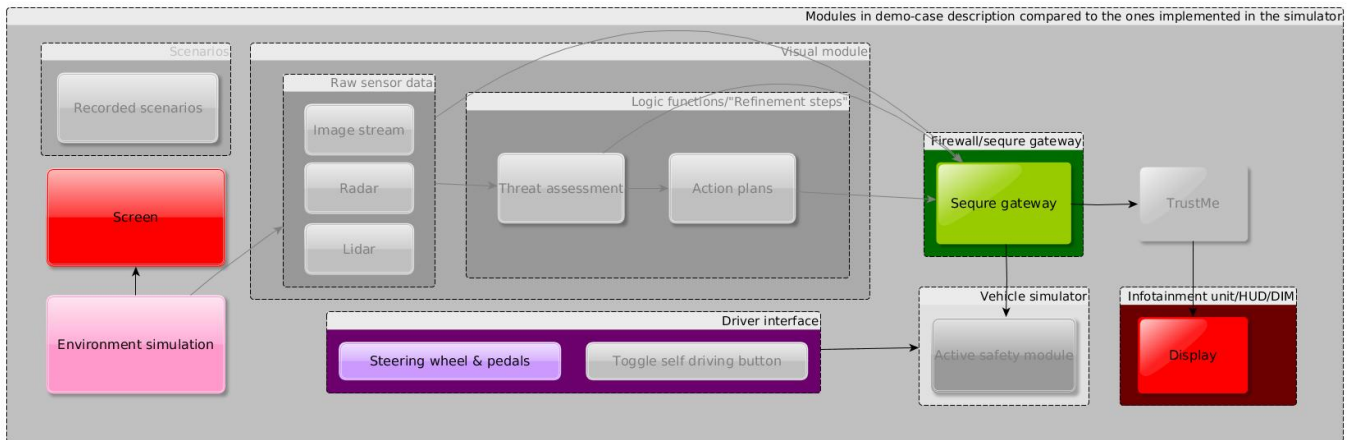 Modules in demo-case description compared to the ones implemented in the simulator
Scenarios
Recorded scenarios
Screen
Environment simulation
Visual module
Raw sensor data
Image stream
Radar
Lidar
Logic functions/"Refinement steps"
Threat assessment
Action plans
Firewall/sequre gateway
Sequre gateway
TrustMe
Driver interface
Steering wheel & pedals
Toggle self driving button
Vehicle simulator
Active safety module
Infotainment unit/HUD/DIM
Display